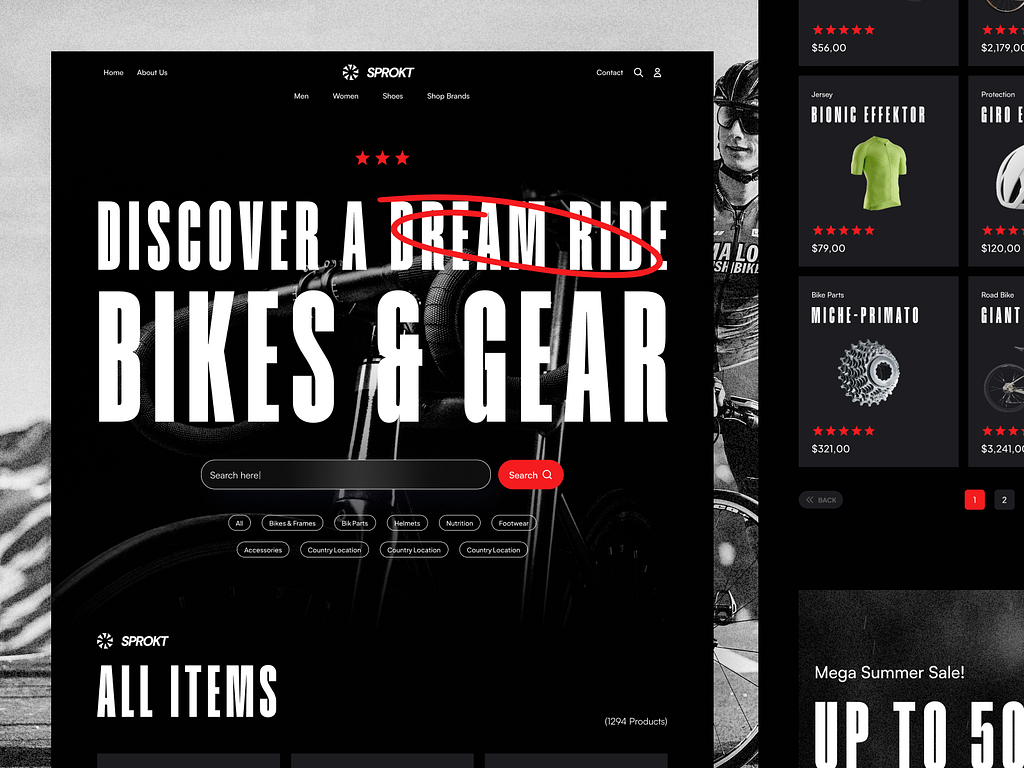 Home
About Us
SPROKT
Contact
Men
Women
Shoes
Shop Brands
DISCOVER A DREAM RIDE
BIKES & GEAR
Search here|
Search
All
Bikes & Frames
Bik Parts
Helmets
Nutrition
Footwear
Accessories
Country Location
Country Location
Country Location
SPROKT
ALL ITEMS
(1294 Products)
$56,00
$2,179,0
Jersey
BIONIC EFFEKTOR
$79,00
Protection
GIRO E
$120,00
Bike Parts
MICHE-PRIMATO
$321,00
Road Bike
GIANT
$3,241,0
BACK
1
2
Mega Summer Sale!
UP TO 50